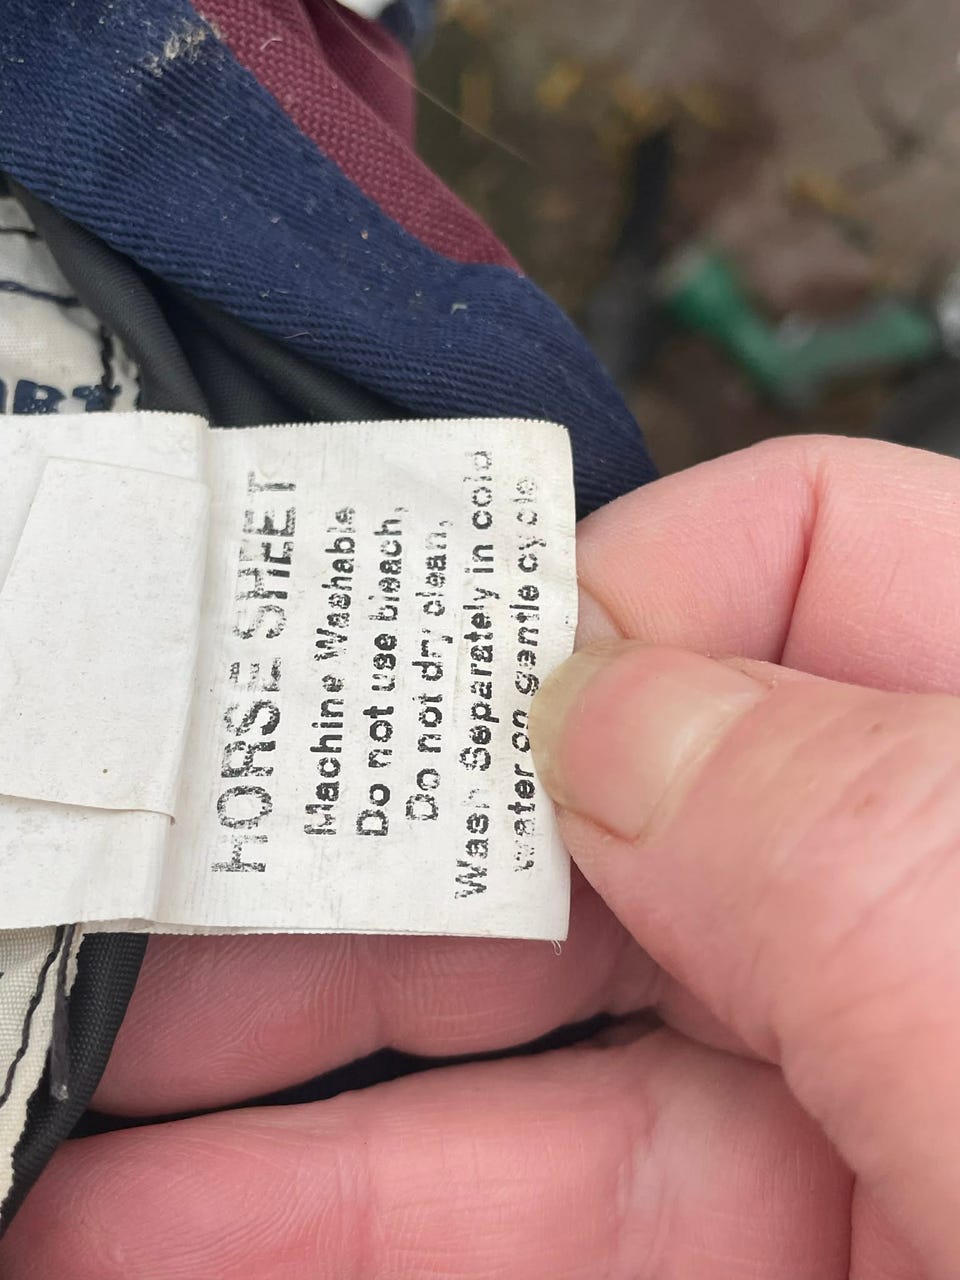 HORSE SHEET
Machine Washable
Do not use bleach,
Do not dry clean,
Wash Separately in cold
water on gentle cycle